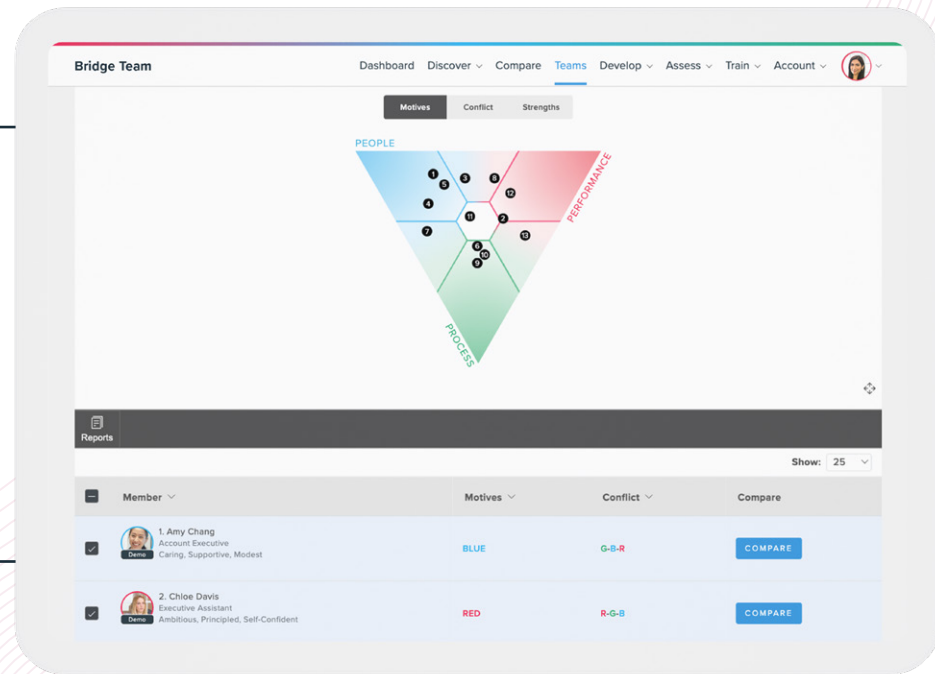 Bridge Team
Dashboard Discover Compare Teams Develop Assess Train Account
Motives Conflict Strengths
PEOPLE
PERFORMANCE
PROCESS
1
5
3
8
12
4
11
2
7
13
6
10
9
Reports
Show: 25
Member Motives Conflict Compare
1. Amy Chang
Account Executive
Caring, Supportive, Modest
Demo
BLUE
G-B-R
COMPARE
2. Chloe Davis
Executive Assistant
Ambitious, Principled, Self-Confident
Demo
RED
R-G-B
COMPARE